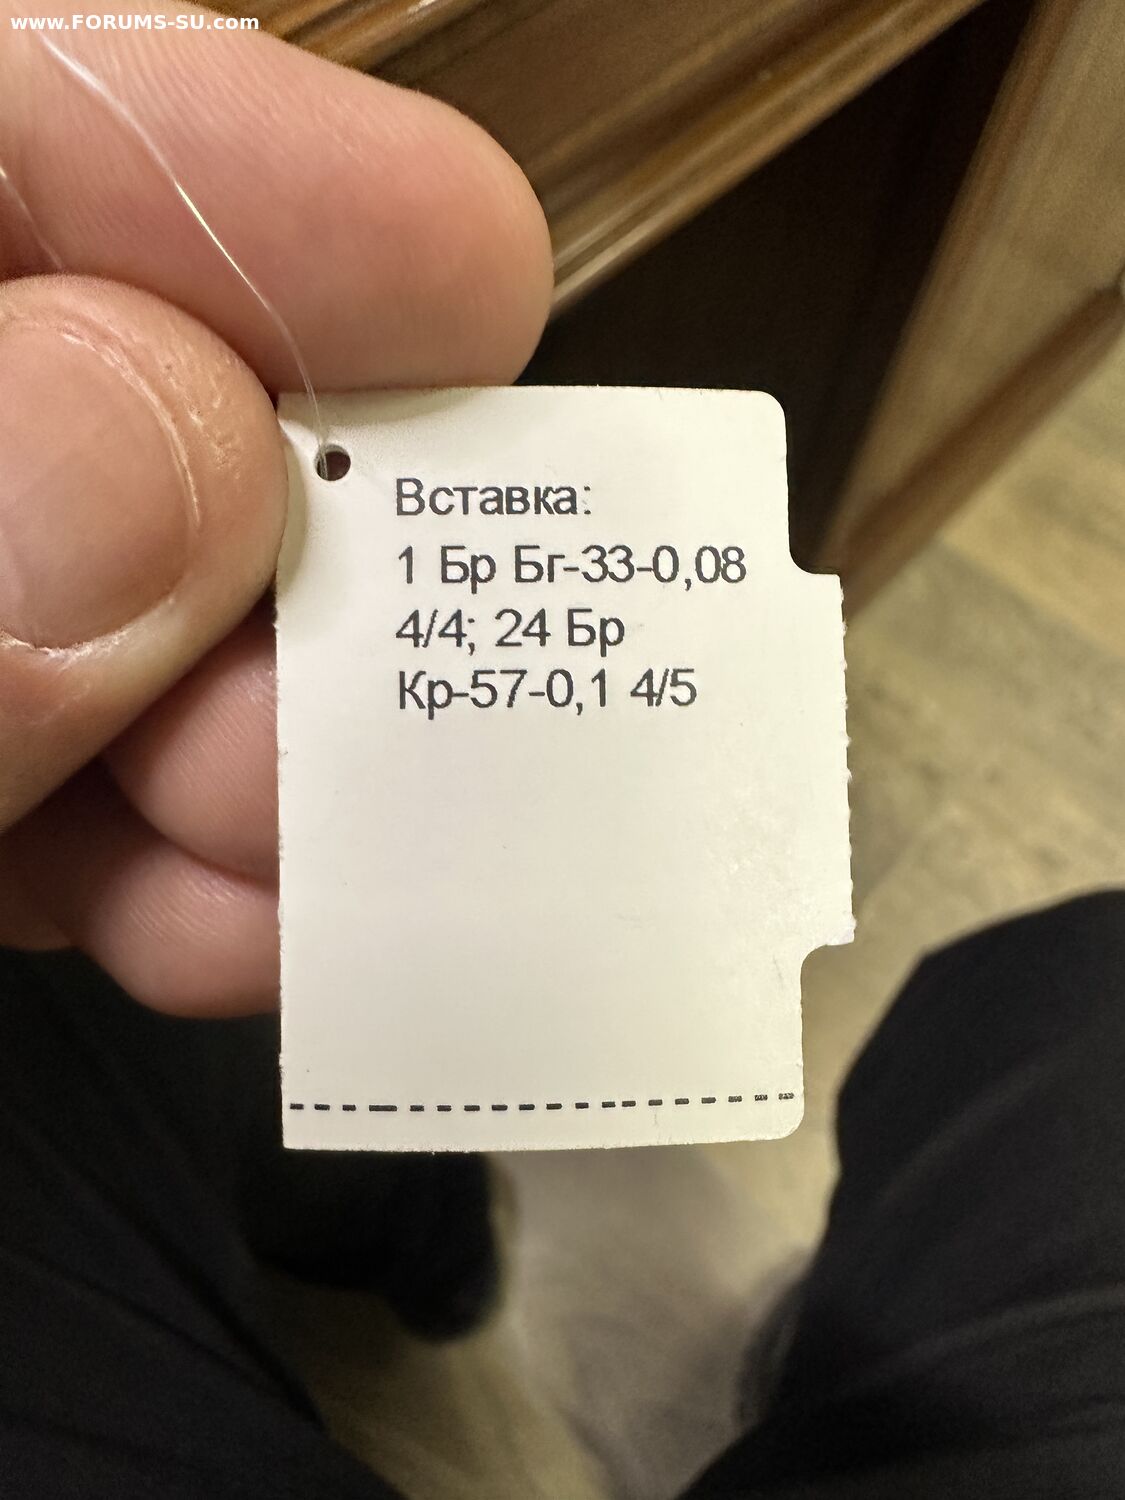 www.FORUMS-SU.com
Вставка:
1 Бр Бг-33-0,08
4/4; 24 Бр
Кр-57-0,1 4/5